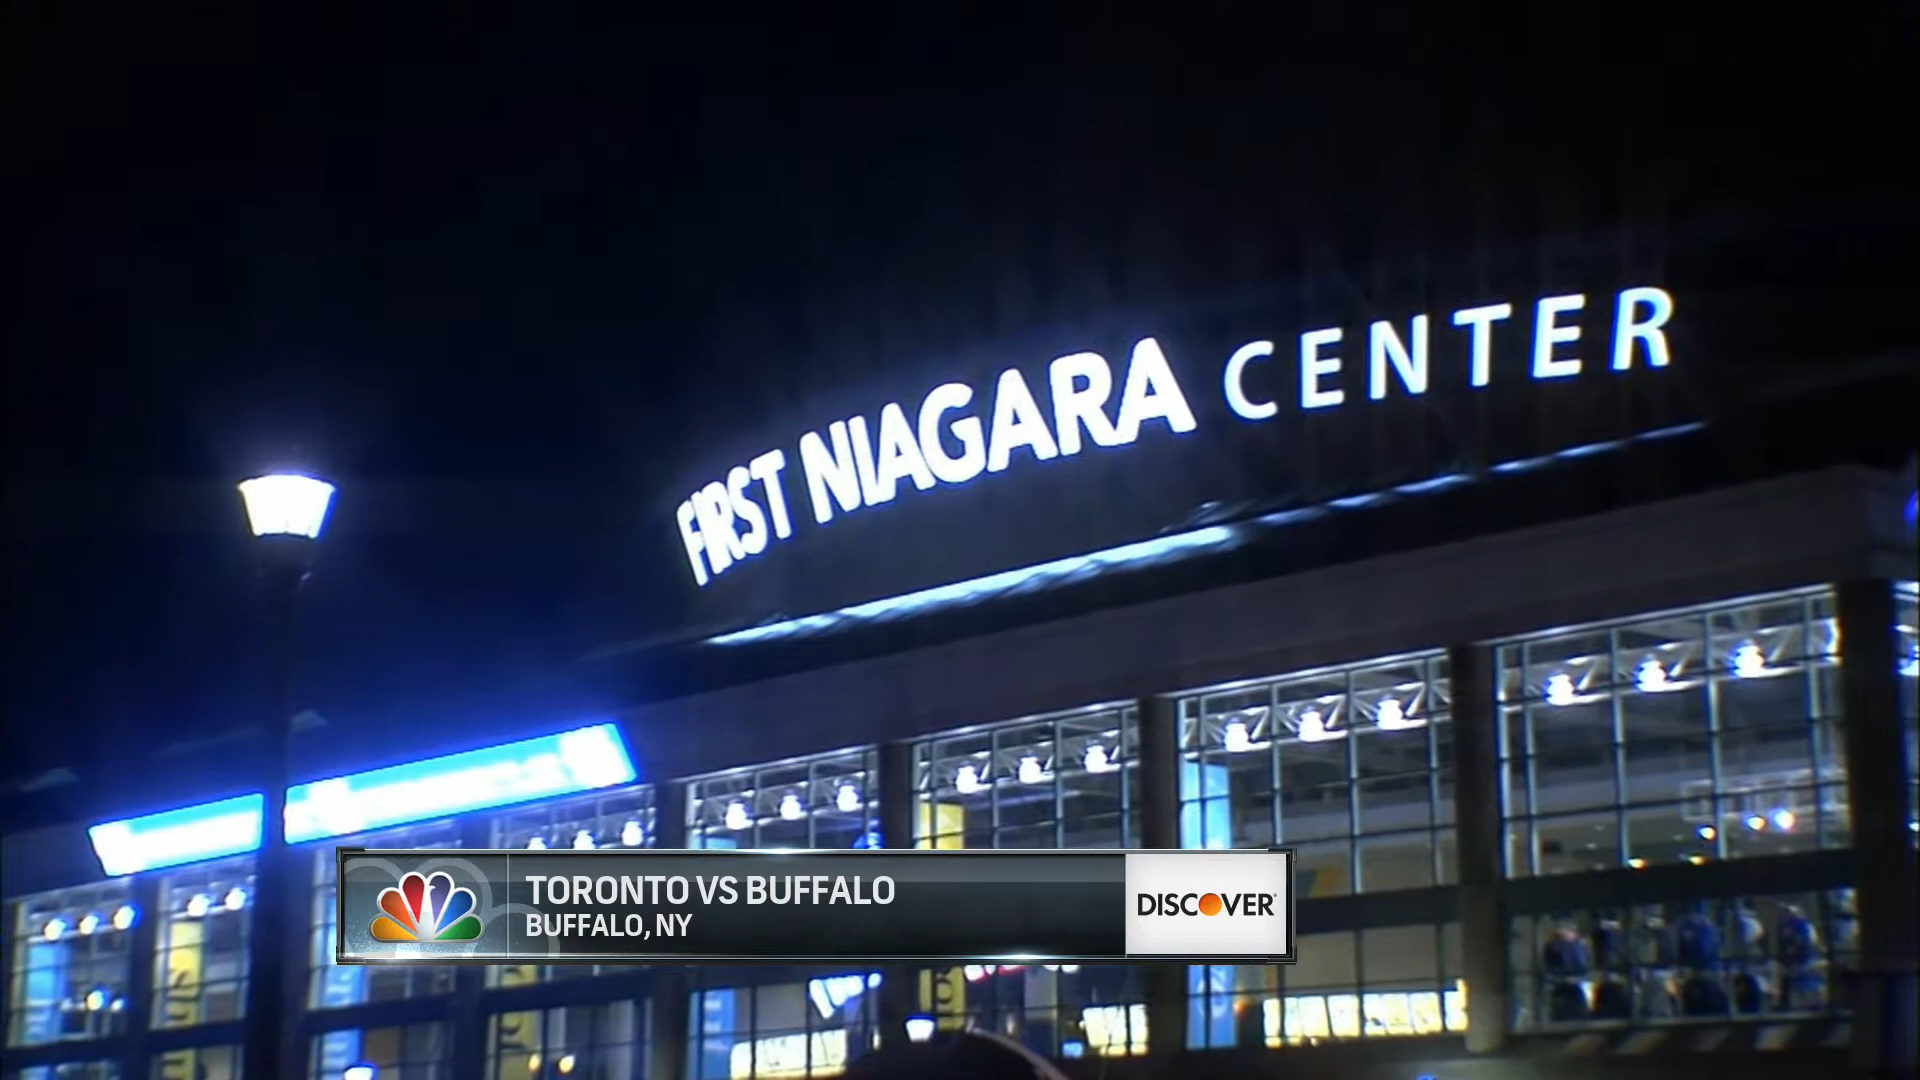 FIRST NIAGARA CENTER
TORONTO VS BUFFALO
BUFFALO, NY
DISCOVER